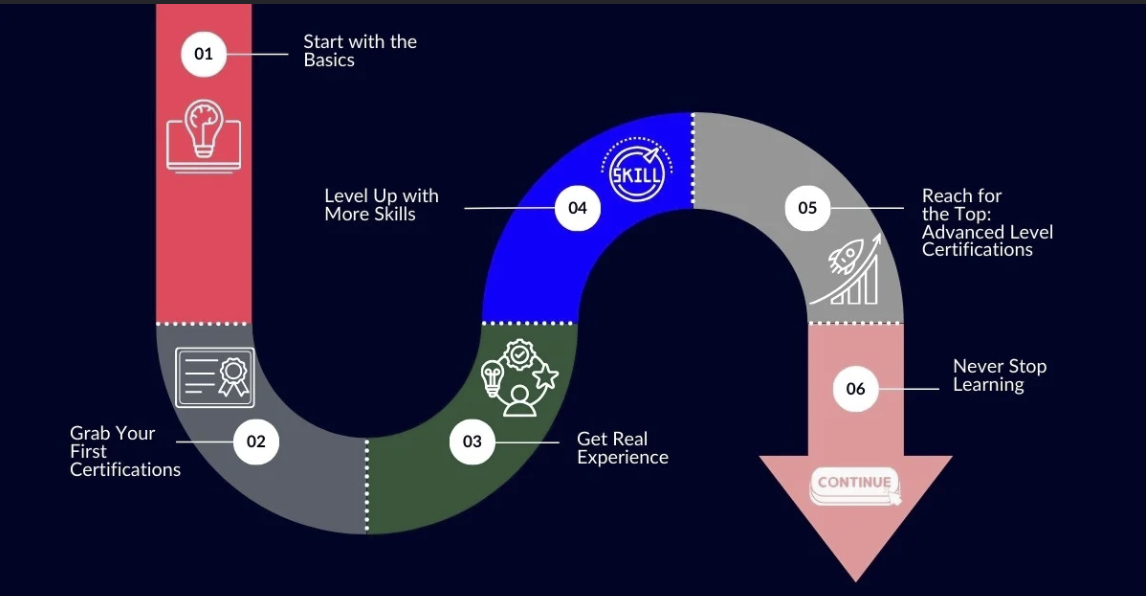 01
Start with the
Basics
Grab Your
First
Certifications
02
03
Get Real
Experience
Level Up with
More Skills
04
SKILL
05
Reach for
the Top:
Advanced Level
Certifications
06
Never Stop
Learning
CONTINUE